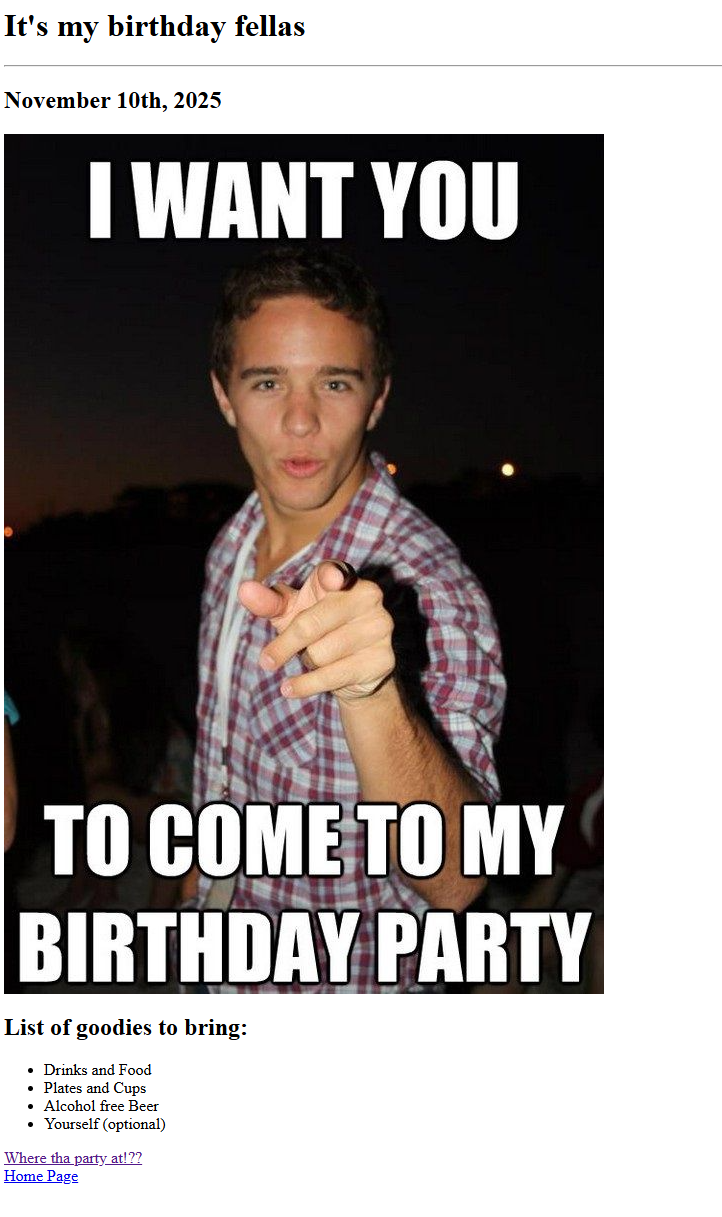 It's my birthday fellas
November 10th, 2025
I WANT YOU
TO COME TO MY
BIRTHDAY PARTY
List of goodies to bring:
Drinks and Food
Plates and Cups
Alcohol free Beer
Yourself (optional)
Where tha party at!??
Home Page